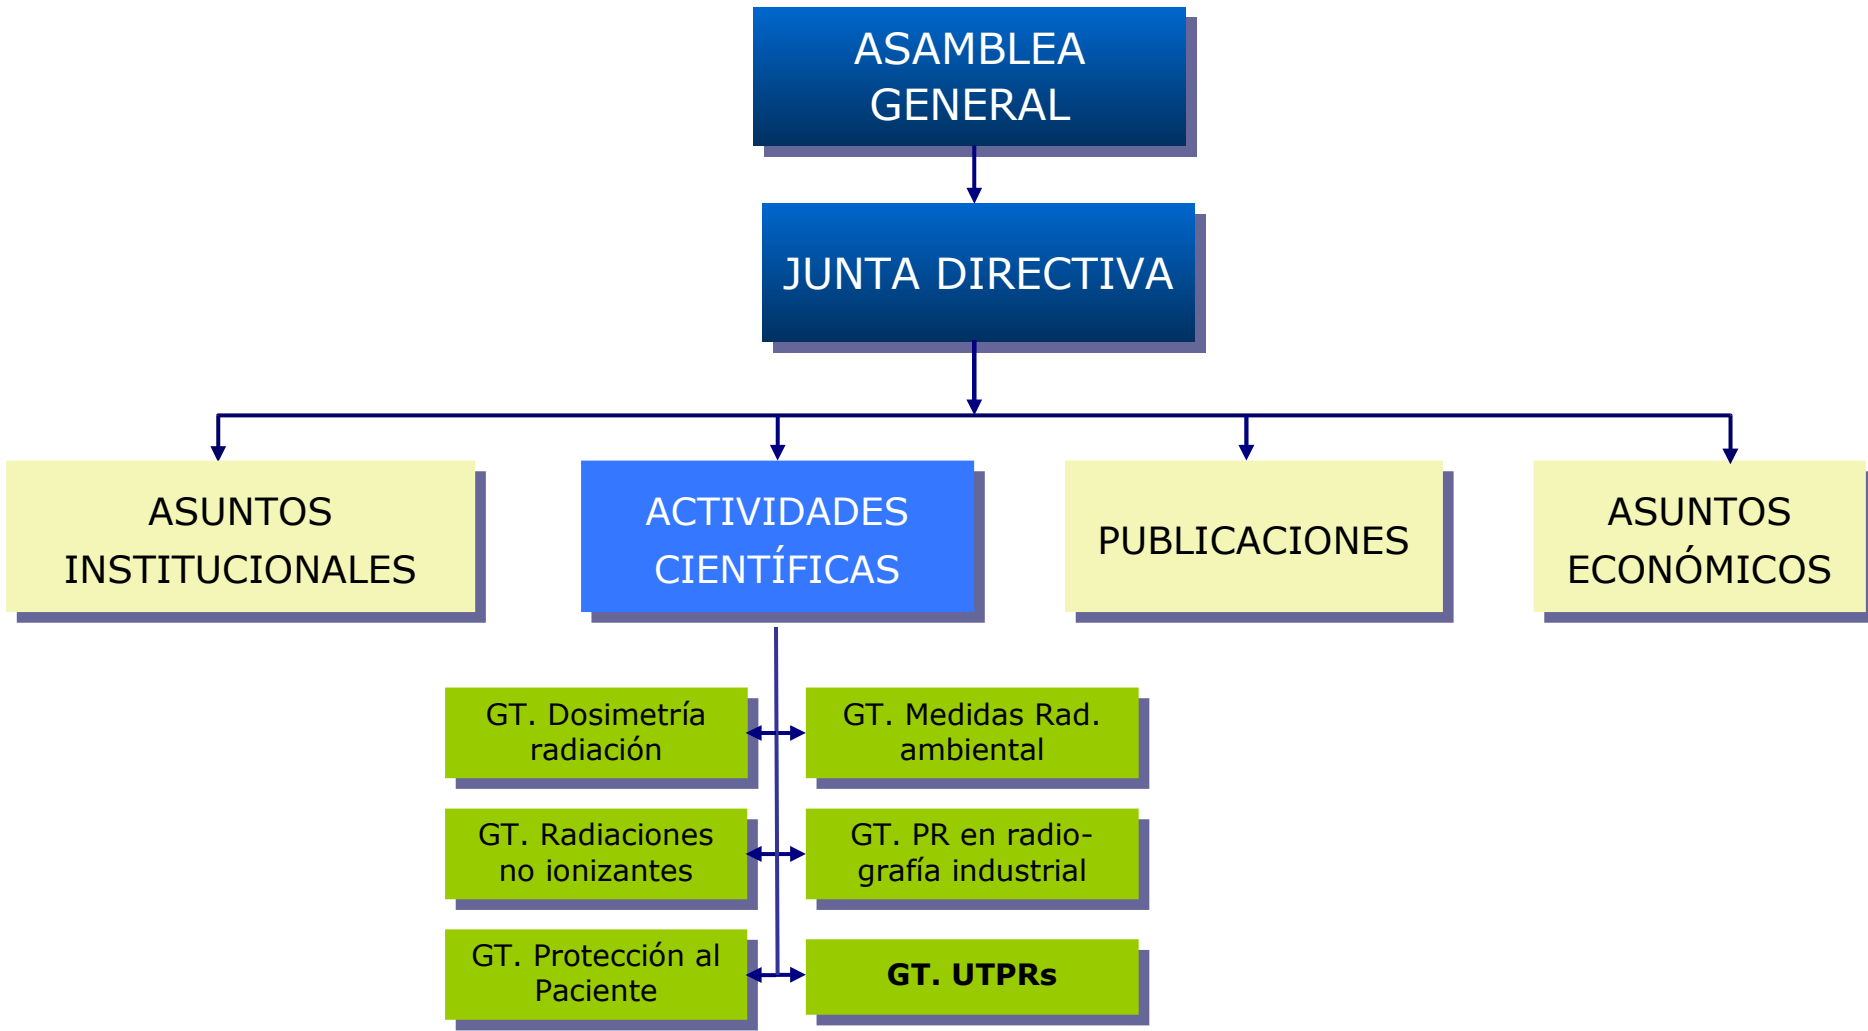 ASAMBLEA
GENERAL
JUNTA DIRECTIVA
ASUNTOS
INSTITUCIONALES
ACTIVIDADES
CIENTÍFICAS
PUBLICACIONES
ASUNTOS
ECONÓMICOS
GT. Dosimetría
radiación
GT. Medidas Rad.
ambiental
GT. Radiaciones
no ionizantes
GT. PR en radio-
grafía industrial
GT. Protección al
Paciente
GT. UTPRs